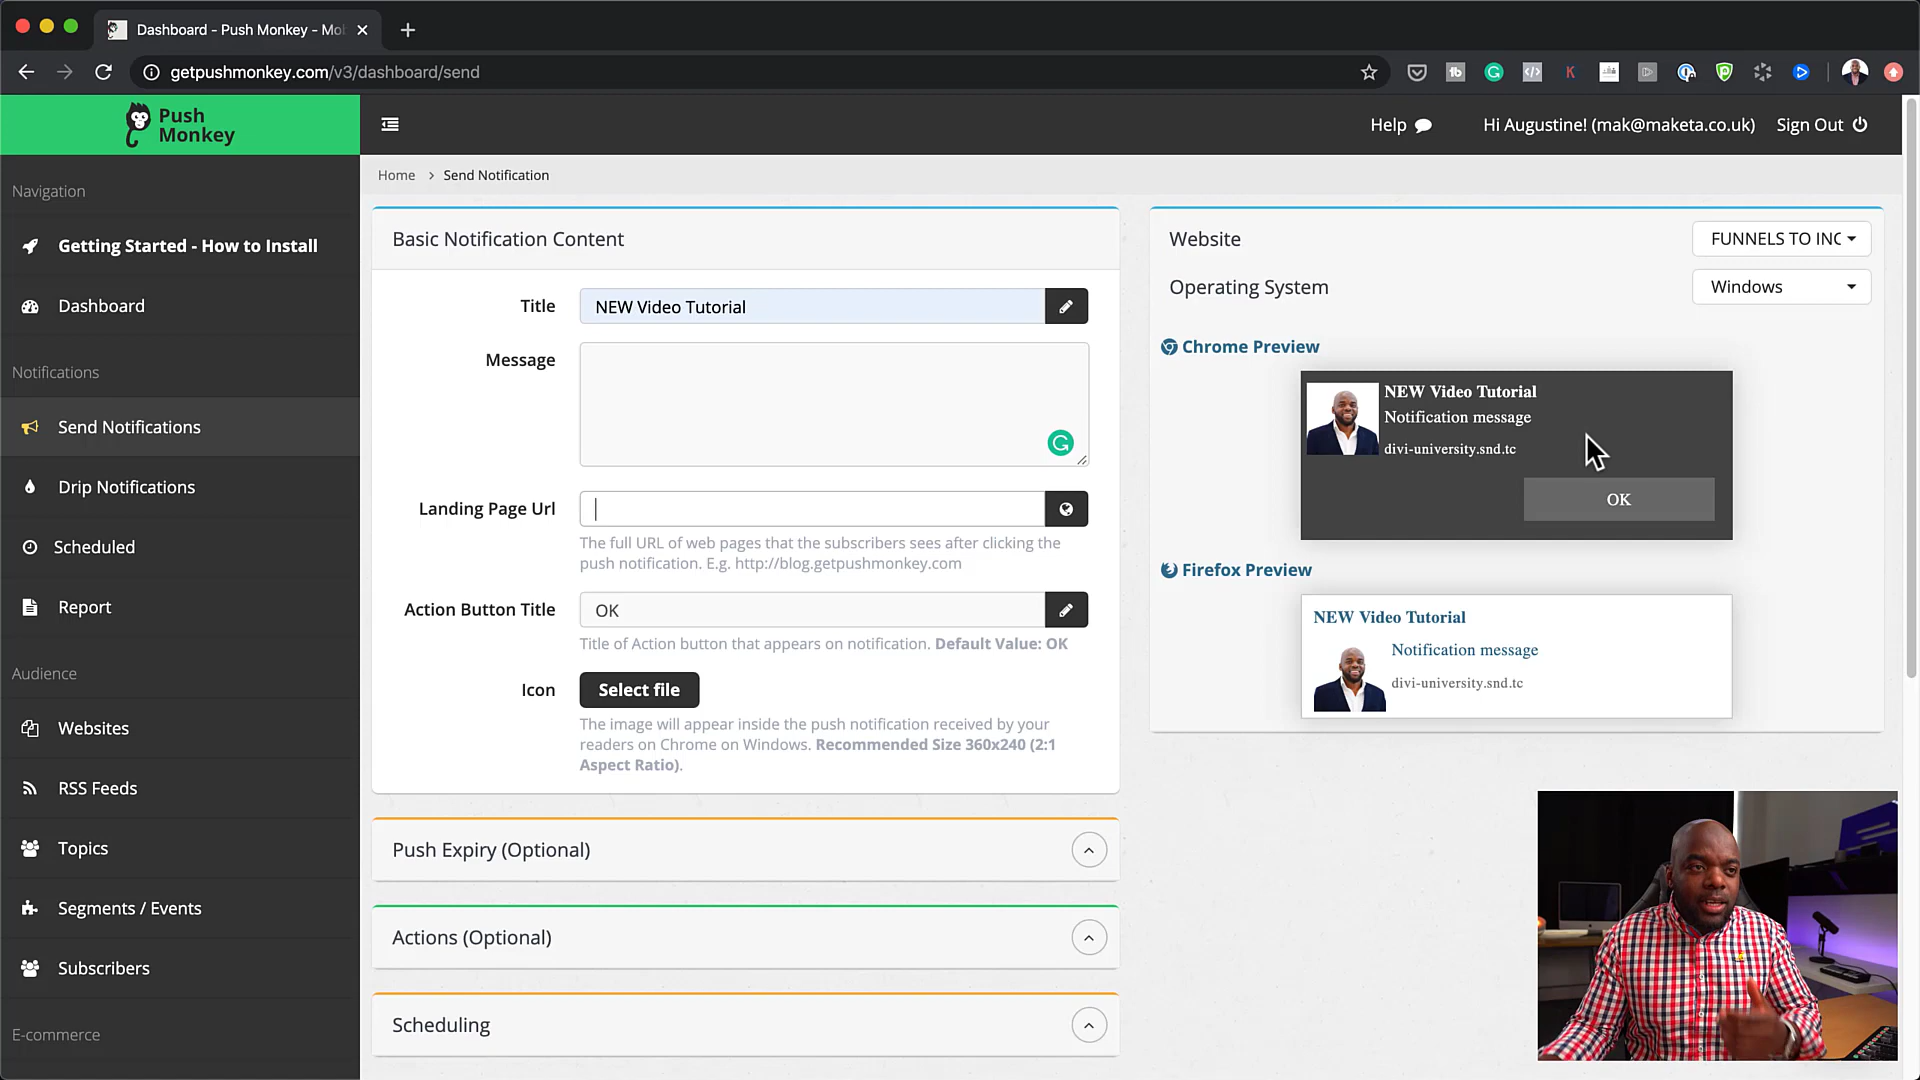 Dashboard - Push Monkey - Mo
getpushmonkey.com/v3/dashboard/send
Push
Monkey
Help
Hi Augustine! (mak@maketa.co.uk)
Sign Out
Navigation
Getting Started - How to Install
Dashboard
Notifications
Send Notifications
Drip Notifications
Scheduled
Report
Audience
Websites
RSS Feeds
Topics
Segments / Events
Subscribers
E-commerce
Home > Send Notification
Basic Notification Content
Title
NEW Video Tutorial
Message
Landing Page Url
The full URL of web pages that the subscribers sees after clicking the
push notification. E.g. http://blog.getpushmonkey.com
Action Button Title
OK
Title of Action button that appears on notification. Default Value: OK
Icon
Select file
The image will appear inside the push notification received by your
readers on Chrome on Windows. Recommended Size 360x240 (2:1
Aspect Ratio).
Push Expiry (Optional)
Actions (Optional)
Scheduling
Website
FUNNELS TO INC
Operating System
Windows
Chrome Preview
NEW Video Tutorial
Notification message
divi-university.snd.tc
OK
Firefox Preview
NEW Video Tutorial
Notification message
divi-university.snd.tc